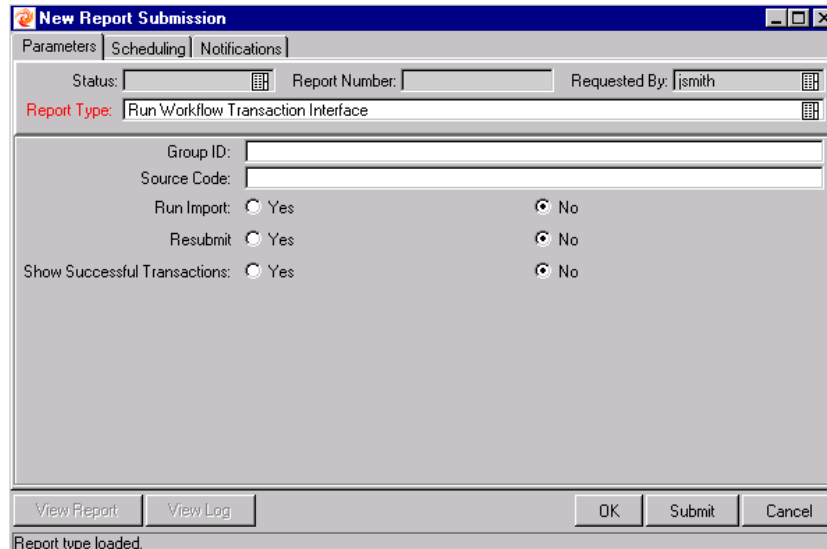 New Report Submission
Parameters Scheduling Notifications
Status: Report Number: Requested By: jsmith
Report Type: Run Workflow Transaction Interface
Group ID:
Source Code:
Run Import: Yes No
Resubmit Yes No
Show Successful Transactions: Yes No
View Report View Log OK Submit Cancel
Report type loaded.